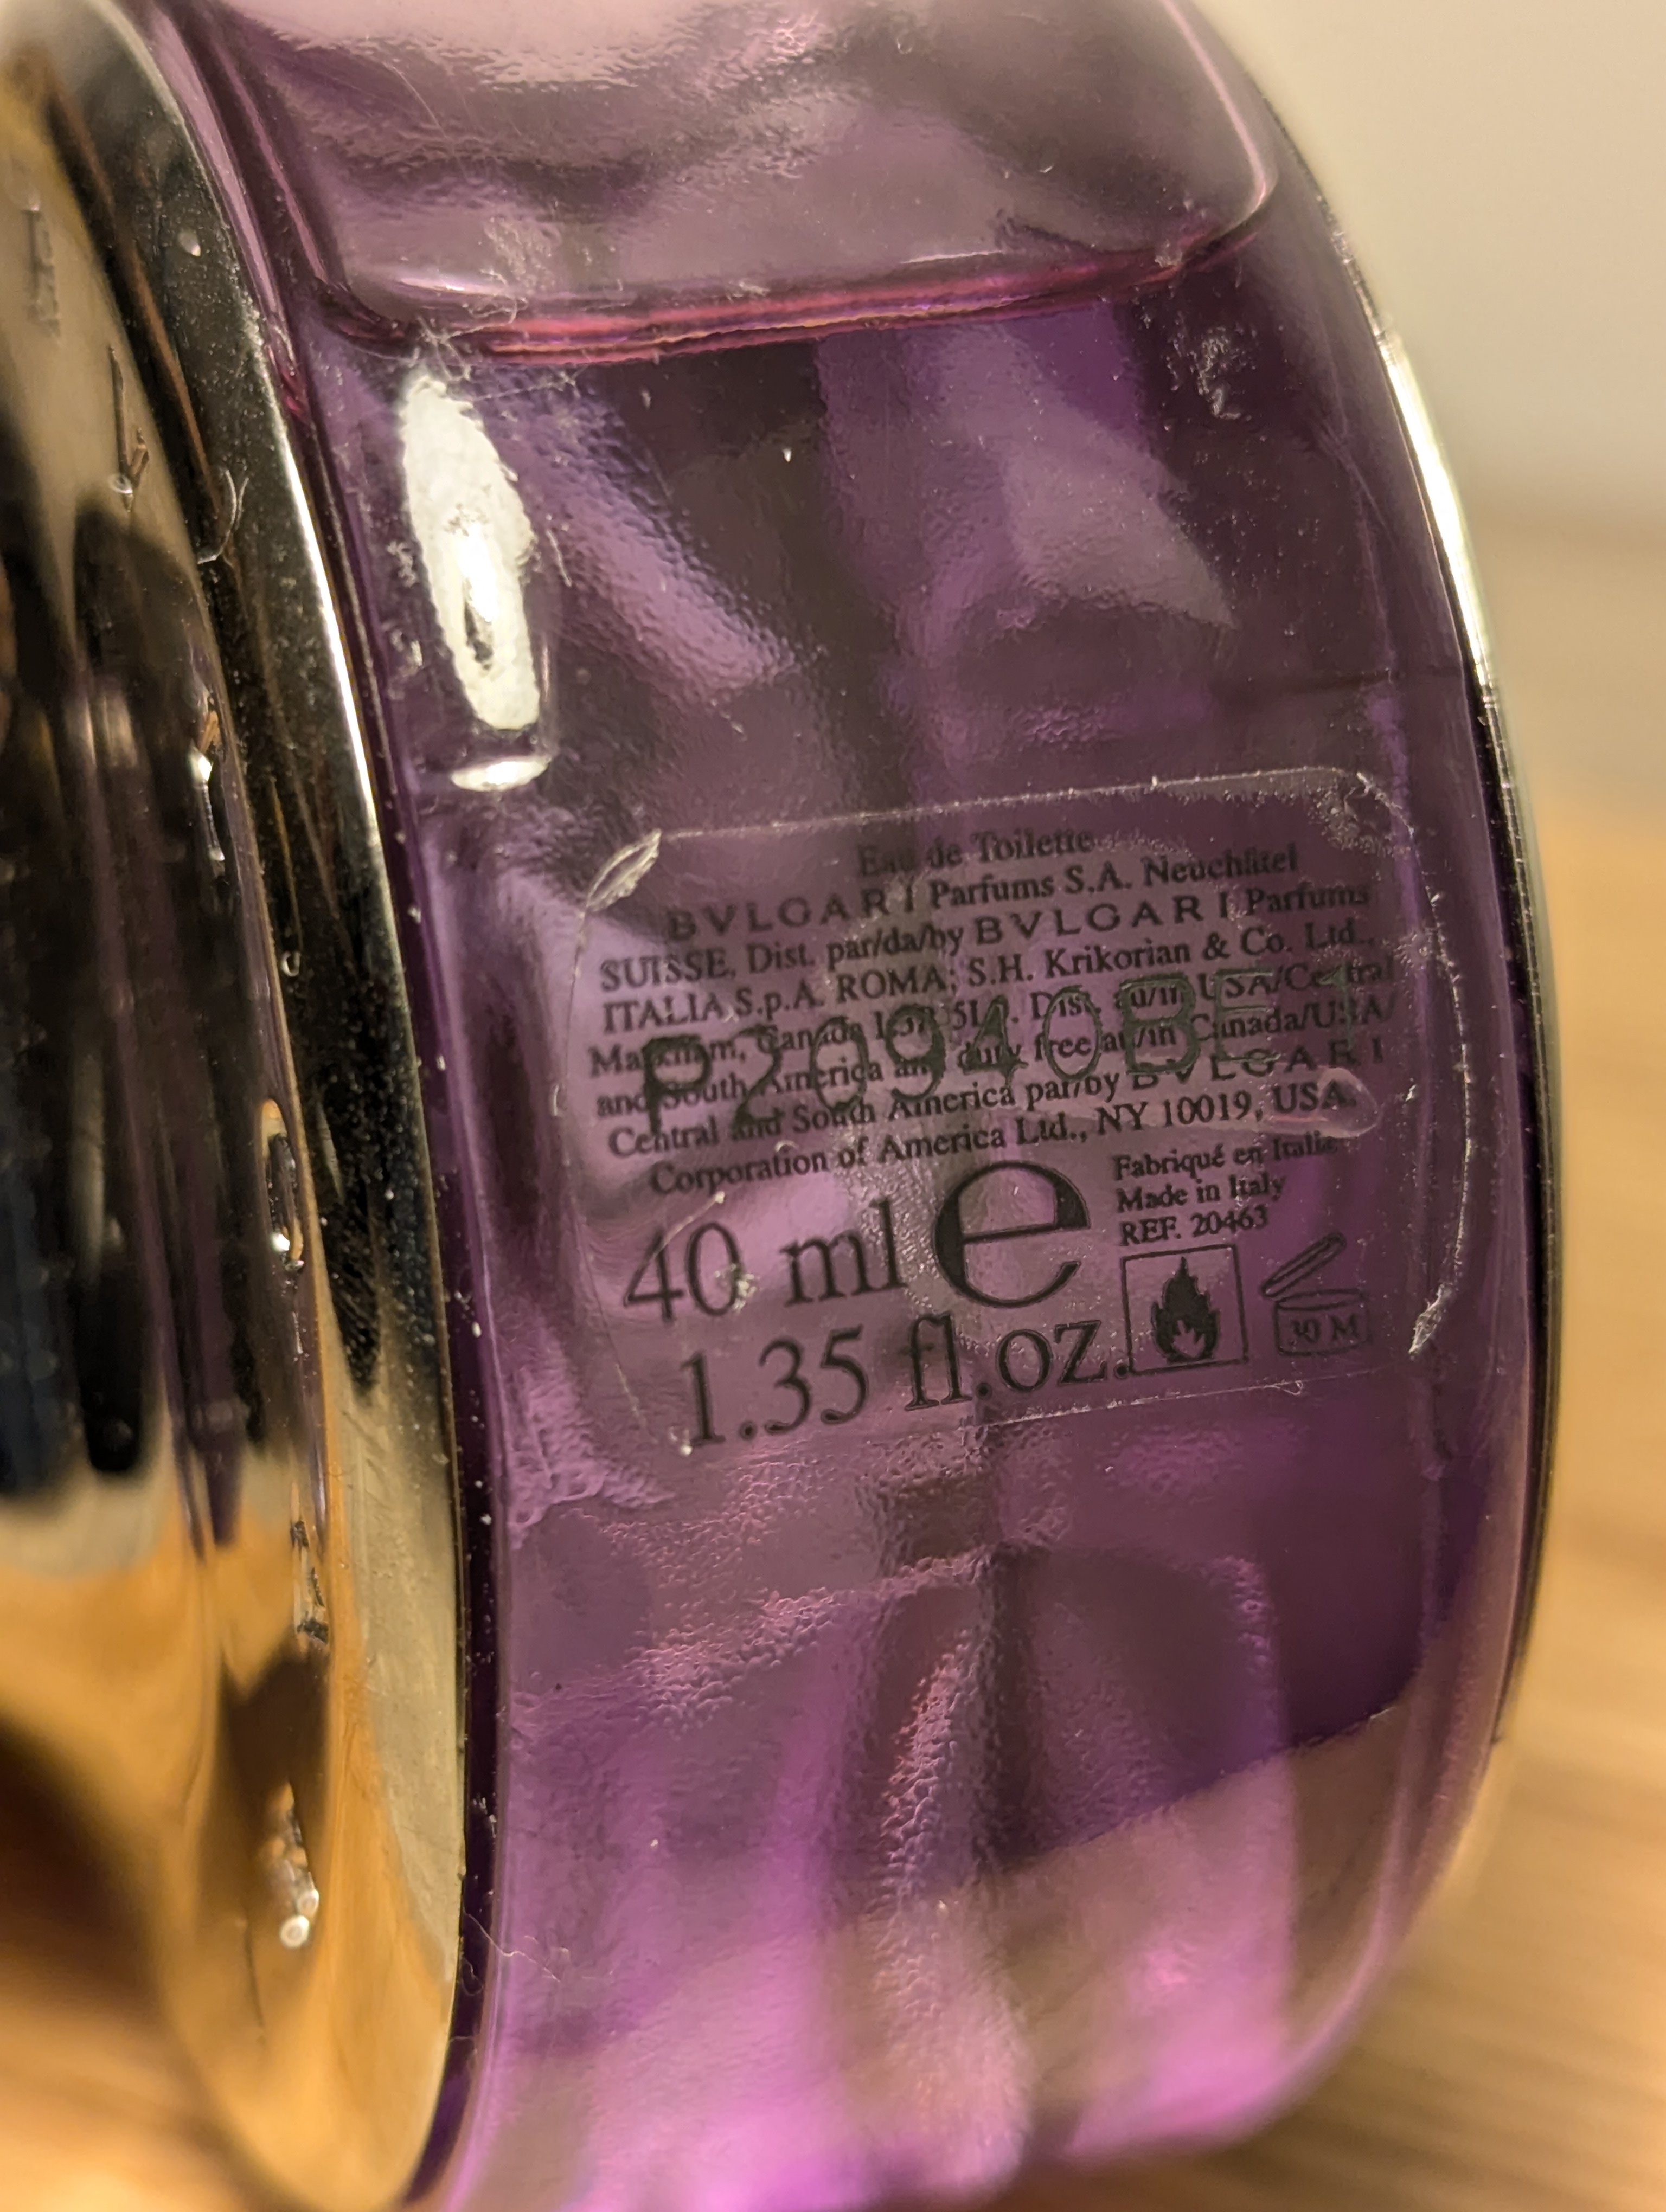 Eau de Toilette
BVLGARI Parfums S.A. Neuchâtel
SUISSE. Dist. par/da/by BVLGARI Parfums
ITALIA S.p.A. ROMA; S.H. Krikorian & Co. Ltd.,
Markham, Canada L3R 5L9. Dist. au/in USA/Central
and South America and duty free au/in Canada/USA/
Central and South America par/by BVLGARI
Corporation of America Ltd., NY 10019, USA.
P20940BE1
40 ml e
1.35 fl.oz.
Fabriqué en Italie
Made in Italy
REF. 20463
30 M